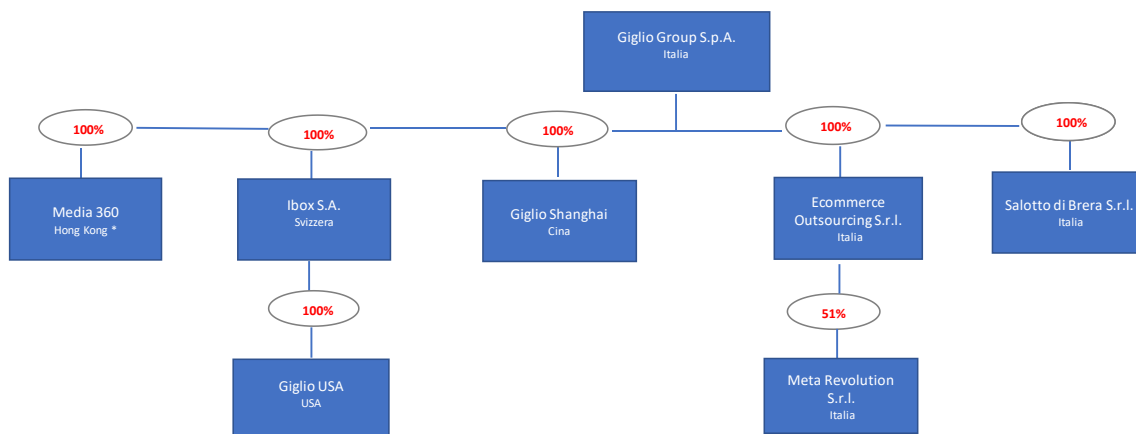 Giglio Group S.p.A.
Italia
100%
100%
100%
100%
100%
Media 360
Hong Kong *
Ibox S.A.
Svizzera
Giglio Shanghai
Cina
Ecommerce
Outsourcing S.r.l.
Italia
Salotto di Brera S.r.l.
Italia
100%
51%
Giglio USA
USA
Meta Revolution
S.r.l.
Italia